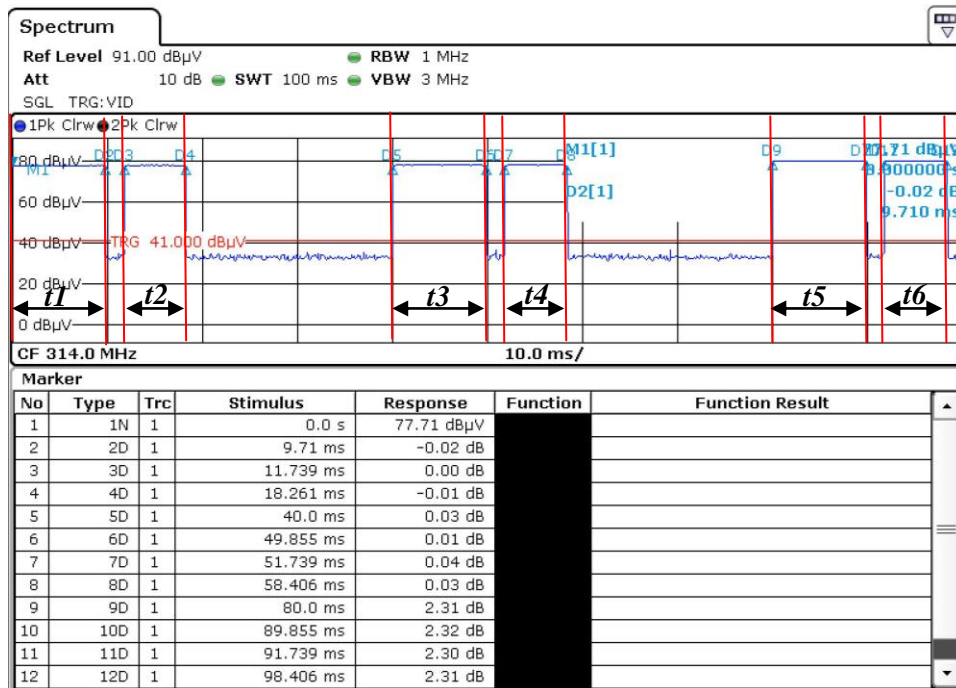 Spectrum
Ref Level 91.00 dBµV RBW 1 MHz
Att 10 dB SWT 100 ms VBW 3 MHz
SGL TRG:VID
1Pk Clrw 2Pk Clrw
80 dBµV
M1
D2 D3 D4 D5 D6 D7 D8 D9
M1[1] 77.71 dBµV
0.000000 s
D2[1] -0.02 dB
9.710 ms
60 dBµV
40 dBµV
TRG 41.000 dBµV
20 dBµV
t1 t2 t3 t4 t5 t6
0 dBµV
CF 314.0 MHz 10.0 ms/
Marker
No Type Trc Stimulus Response Function Function Result
1 1N 1 0.0 s 77.71 dBµV
2 2D 1 9.71 ms -0.02 dB
3 3D 1 11.739 ms 0.00 dB
4 4D 1 18.261 ms -0.01 dB
5 5D 1 40.0 ms 0.03 dB
6 6D 1 49.855 ms 0.01 dB
7 7D 1 51.739 ms 0.04 dB
8 8D 1 58.406 ms 0.03 dB
9 9D 1 80.0 ms 2.31 dB
10 10D 1 89.855 ms 2.32 dB
11 11D 1 91.739 ms 2.30 dB
12 12D 1 98.406 ms 2.31 dB